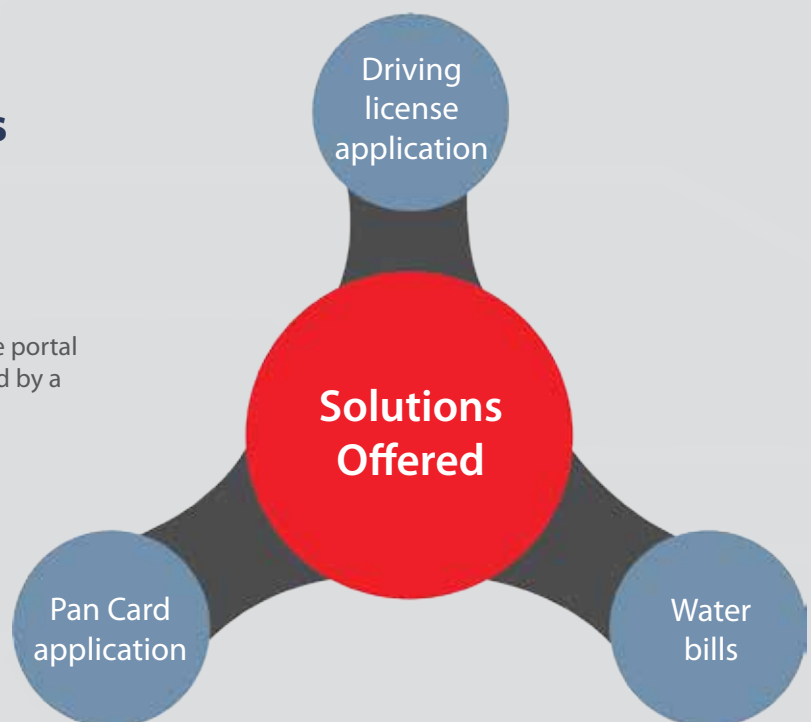 s
e portal
d by a
Driving
license
application
Solutions
Offered
Pan Card
application
Water
bills